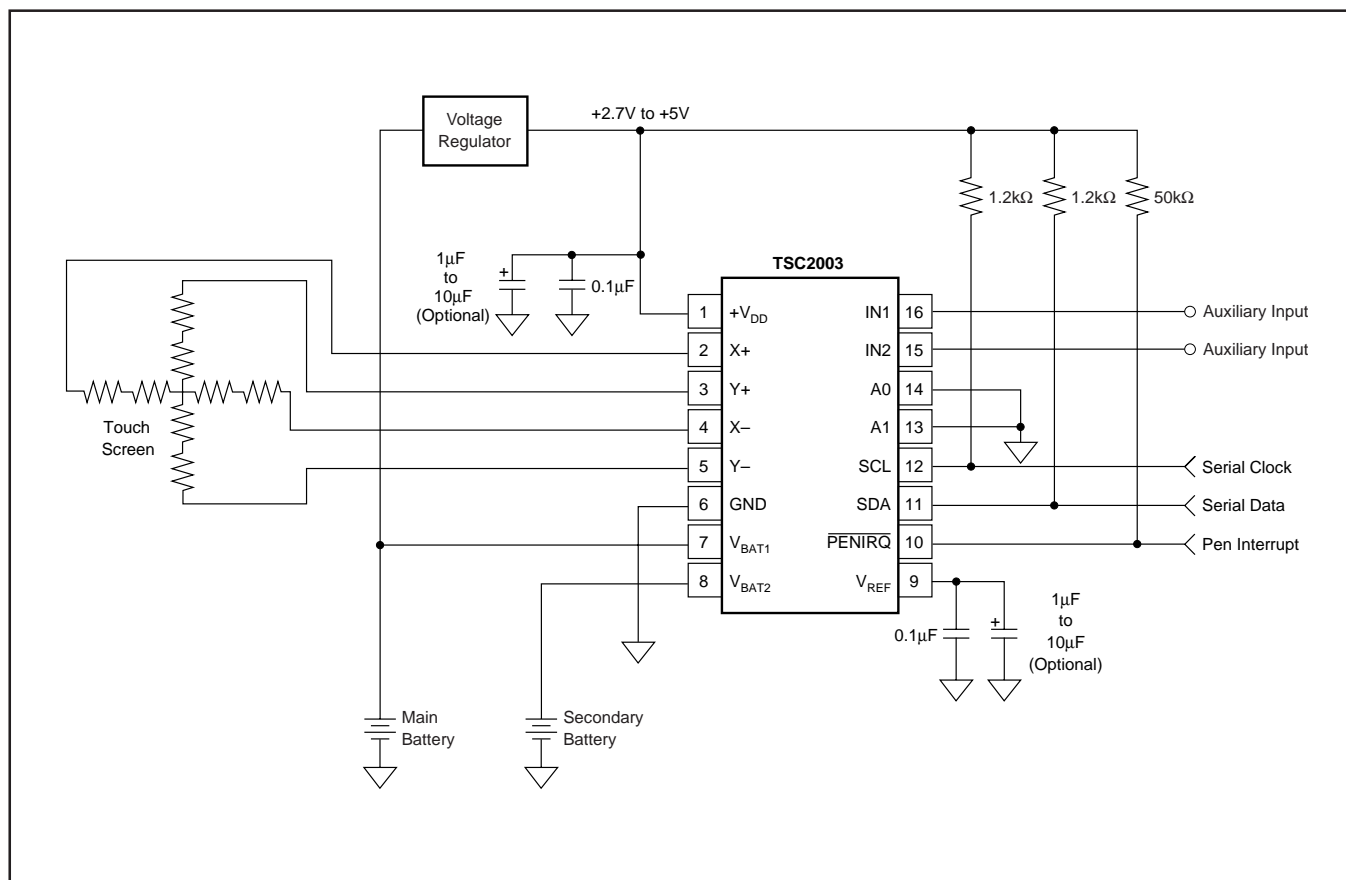 Voltage
Regulator
+2.7V to +5V
1.2kΩ
1.2kΩ
50kΩ
1μF
to
10μF
(Optional)
+
0.1μF
TSC2003
1
+VDD
IN1
16
Auxiliary Input
2
X+
IN2
15
Auxiliary Input
3
Y+
A0
14
4
X–
A1
13
Touch
Screen
5
Y–
SCL
12
Serial Clock
6
GND
SDA
11
Serial Data
7
VBAT1
PENIRQ
10
Pen Interrupt
8
VBAT2
VREF
9
0.1μF
+
1μF
to
10μF
(Optional)
Main
Battery
Secondary
Battery